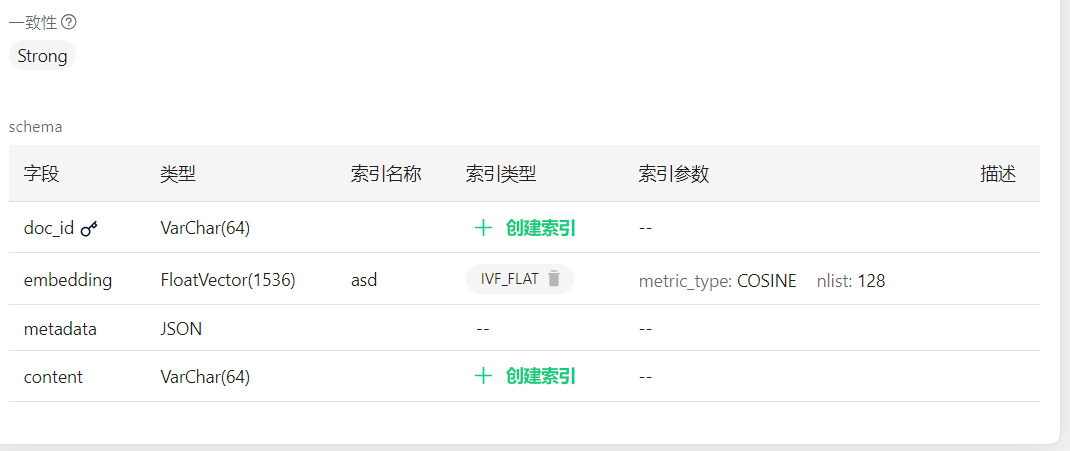 一致性
Strong
schema
字段 类型 索引名称 索引类型 索引参数 描述
doc_id VarChar(64) + 创建索引 --
embedding FloatVector(1536) asd IVF_FLAT metric_type: COSINE nlist: 128
metadata JSON -- --
content VarChar(64) + 创建索引 --